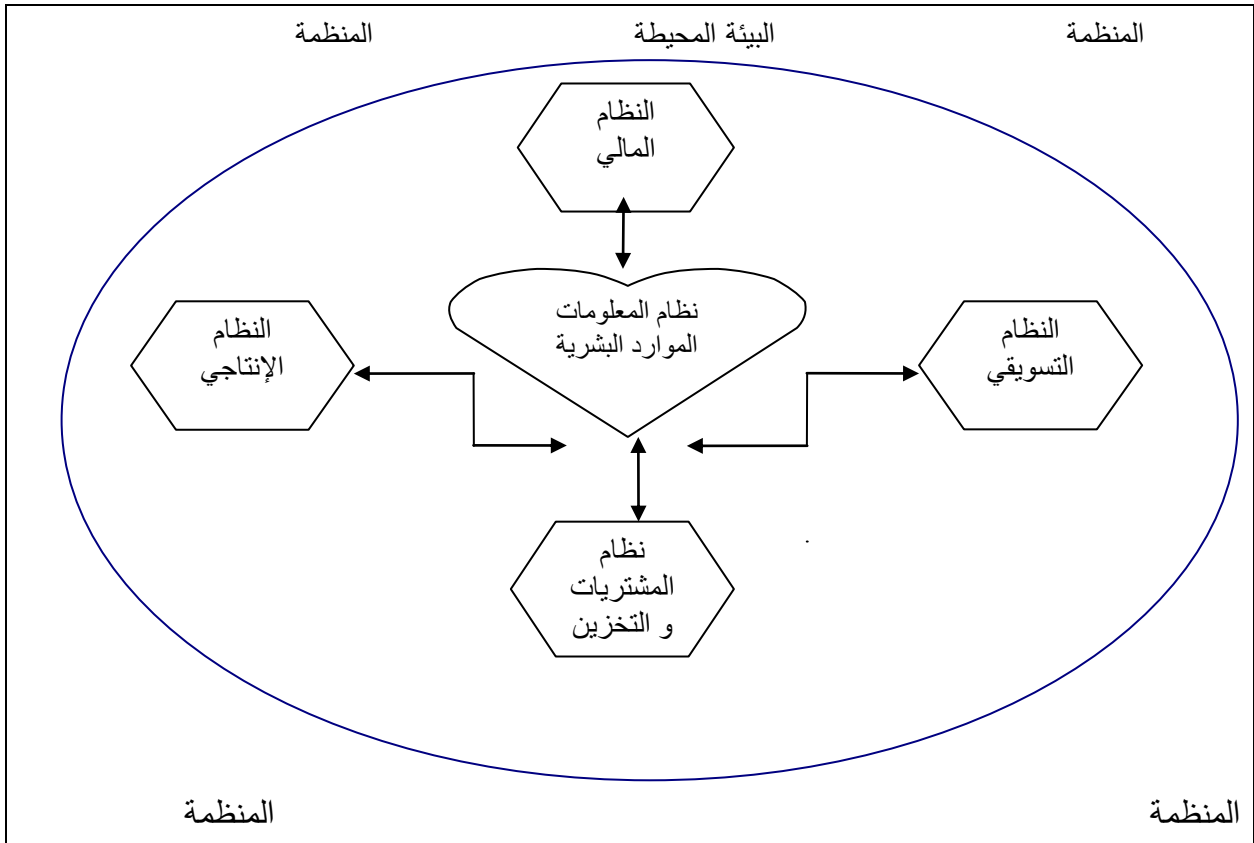 المنظمة
البيئة المحيطة
المنظمة
النظام
المالي
نظام المعلومات
الموارد البشرية
النظام
التسويقي
النظام
الإنتاجي
نظام
المشتريات
و التخزين
المنظمة
المنظمة